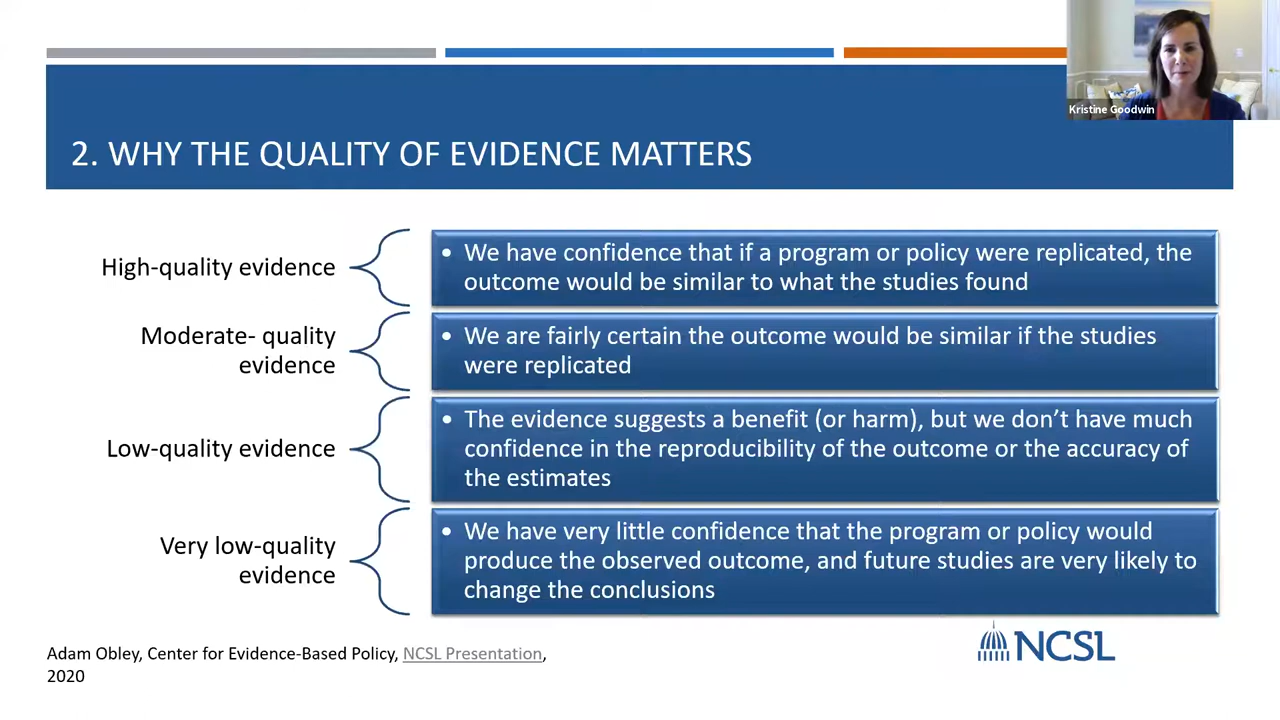 Kristine Goodwin
2. WHY THE QUALITY OF EVIDENCE MATTERS
High-quality evidence
• We have confidence that if a program or policy were replicated, the
outcome would be similar to what the studies found
Moderate- quality
evidence
• We are fairly certain the outcome would be similar if the studies
were replicated
Low-quality evidence
• The evidence suggests a benefit (or harm), but we don’t have much
confidence in the reproducibility of the outcome or the accuracy of
the estimates
Very low-quality
evidence
• We have very little confidence that the program or policy would
produce the observed outcome, and future studies are very likely to
change the conclusions
Adam Obley, Center for Evidence-Based Policy, NCSL Presentation,
2020
NCSL